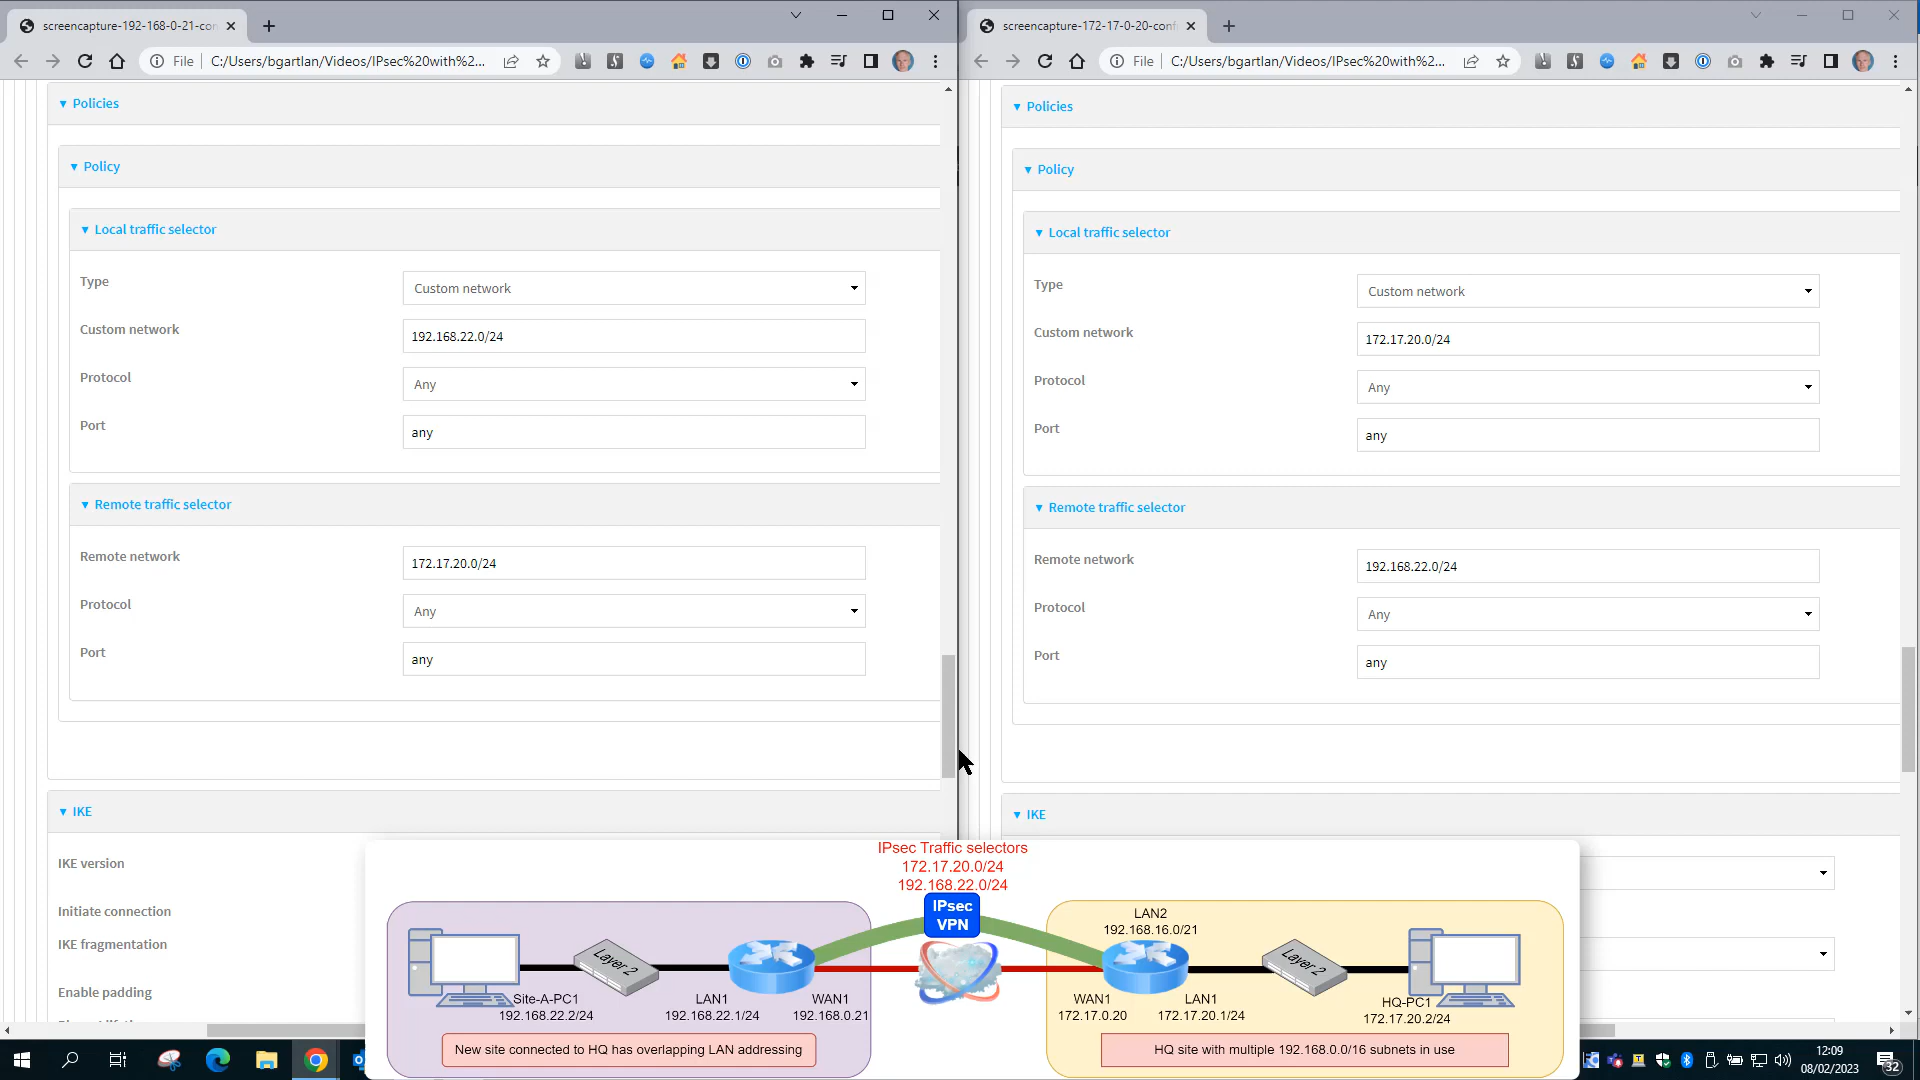 screencapture-192-168-0-21-con
File
C:/Users/bgartlan/Videos/IPsec%20with%2...
Policies
Policy
Local traffic selector
Type
Custom network
Custom network
192.168.22.0/24
Protocol
Any
Port
any
Remote traffic selector
Remote network
172.17.20.0/24
Protocol
Any
Port
any
IKE
IKE version
Initiate connection
IKE fragmentation
Enable padding
screencapture-172-17-0-20-conf
File
C:/Users/bgartlan/Videos/IPsec%20with%2...
Policies
Policy
Local traffic selector
Type
Custom network
Custom network
172.17.20.0/24
Protocol
Any
Port
any
Remote traffic selector
Remote network
192.168.22.0/24
Protocol
Any
Port
any
IKE
IPsec Traffic selectors
172.17.20.0/24
192.168.22.0/24
IPsec
VPN
Layer 2
Site-A-PC1
192.168.22.2/24
LAN1
192.168.22.1/24
WAN1
192.168.0.21
New site connected to HQ has overlapping LAN addressing
LAN2
192.168.16.0/21
WAN1
172.17.0.20
LAN1
172.17.20.1/24
Layer 2
HQ-PC1
172.17.20.2/24
HQ site with multiple 192.168.0.0/16 subnets in use
12:09
08/02/2023
32